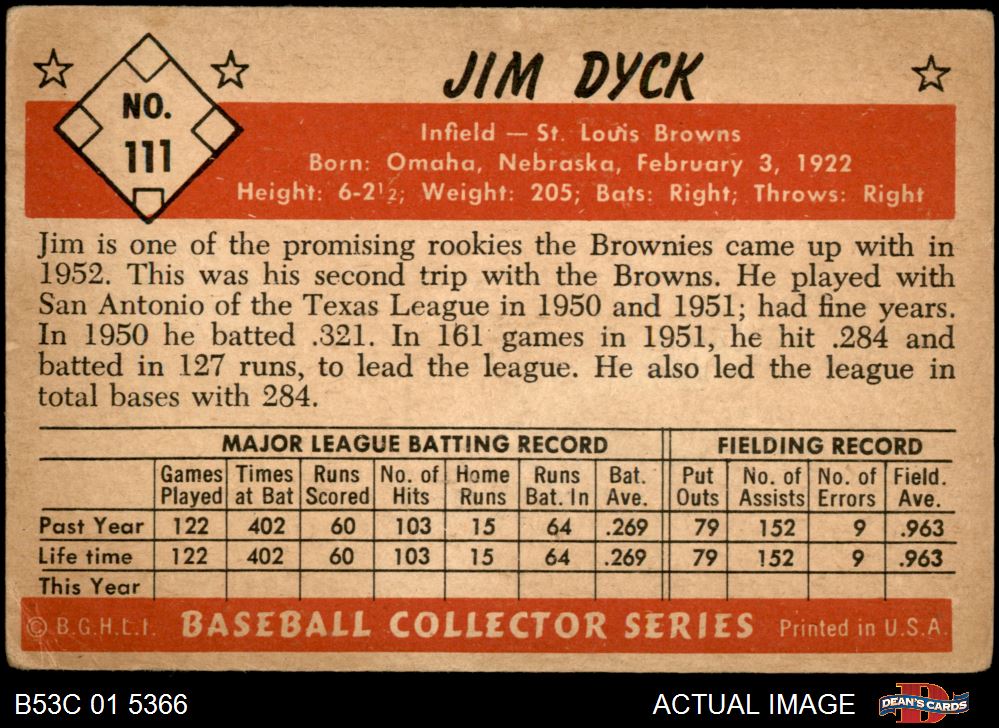 JIM DYCK
NO.
111
Infield — St. Louis Browns
Born: Omaha, Nebraska, February 3, 1922
Height: 6-2½; Weight: 205; Bats: Right; Throws: Right
Jim is one of the promising rookies the Brownies came up with in
1952. This was his second trip with the Browns. He played with
San Antonio of the Texas League in 1950 and 1951; had fine years.
In 1950 he batted .321. In 161 games in 1951, he hit .284 and
batted in 127 runs, to lead the league. He also led the league in
total bases with 284.
MAJOR LEAGUE BATTING RECORD FIELDING RECORD
Games Times Runs No. of Home Runs Bat. Put No. of No. of Field.
Played at Bat Scored Hits Runs Bat. In Ave. Outs Assists Errors Ave.
Past Year 122 402 60 103 15 64 .269 79 152 9 .963
Life time 122 402 60 103 15 64 .269 79 152 9 .963
This Year
© B.G.H.L.I. BASEBALL COLLECTOR SERIES Printed in U.S.A.
B53C 01 5366 ACTUAL IMAGE DEAN'S CARDS